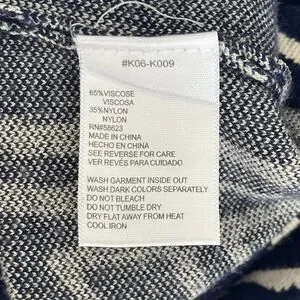 #K06-K009
65%VISCOSE
VISCOSA
35%NYLON
NYLON
RN#58623
MADE IN CHINA
HECHO EN CHINA
SEE REVERSE FOR CARE
VER REVÉS PARA CUIDADO
WASH GARMENT INSIDE OUT
WASH DARK COLORS SEPARATELY
DO NOT BLEACH
DO NOT TUMBLE DRY
DRY FLAT AWAY FROM HEAT
COOL IRON